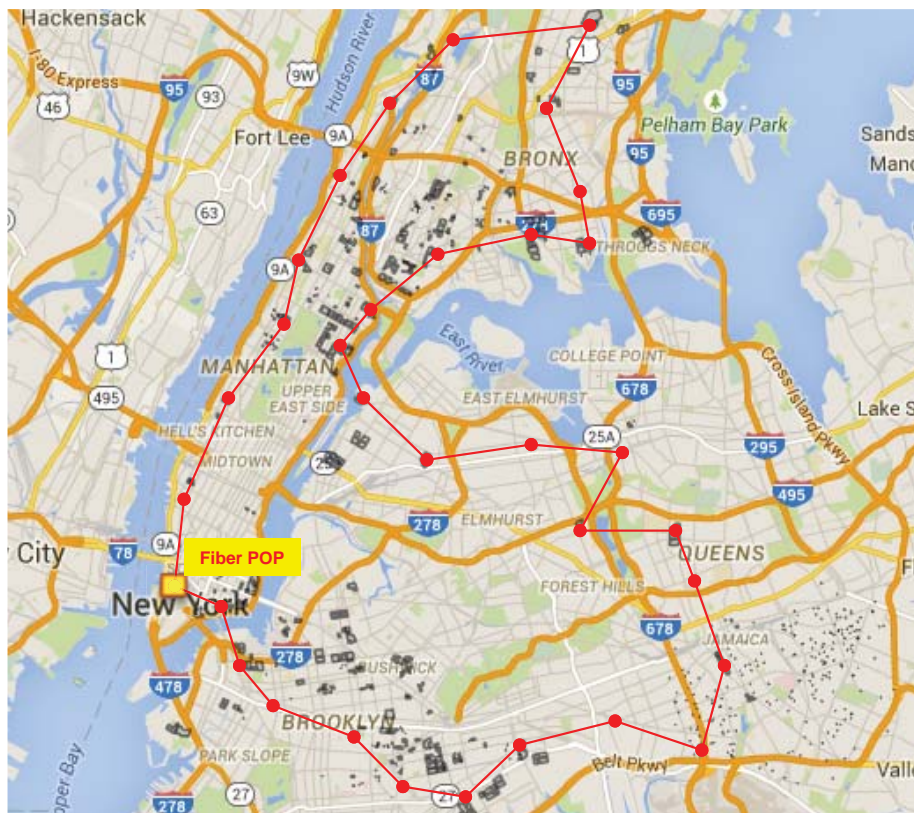 Hackensack
I-80 Express
95
93
46
9W
Hudson River
87
1
95
Pelham Bay Park
Fort Lee
9A
BRONX
95
Sands
Mano
63
87
695
THROGGS NECK
9A
1
MANHATTAN
East River
COLLEGE POINT
678
Cross Island Pkwy
495
UPPER
EAST SIDE
EAST ELMHURST
Lake S
HELL'S KITCHEN
25A
295
MIDTOWN
495
278
ELMHURST
City
78
9A
Fiber POP
QUEENS
FOREST HILLS
New York
678
JAMAICA
278
BUSHWICK
478
BROOKLYN
PARK SLOPE
Belt Pkwy
Valle
per Bay
27
27
278